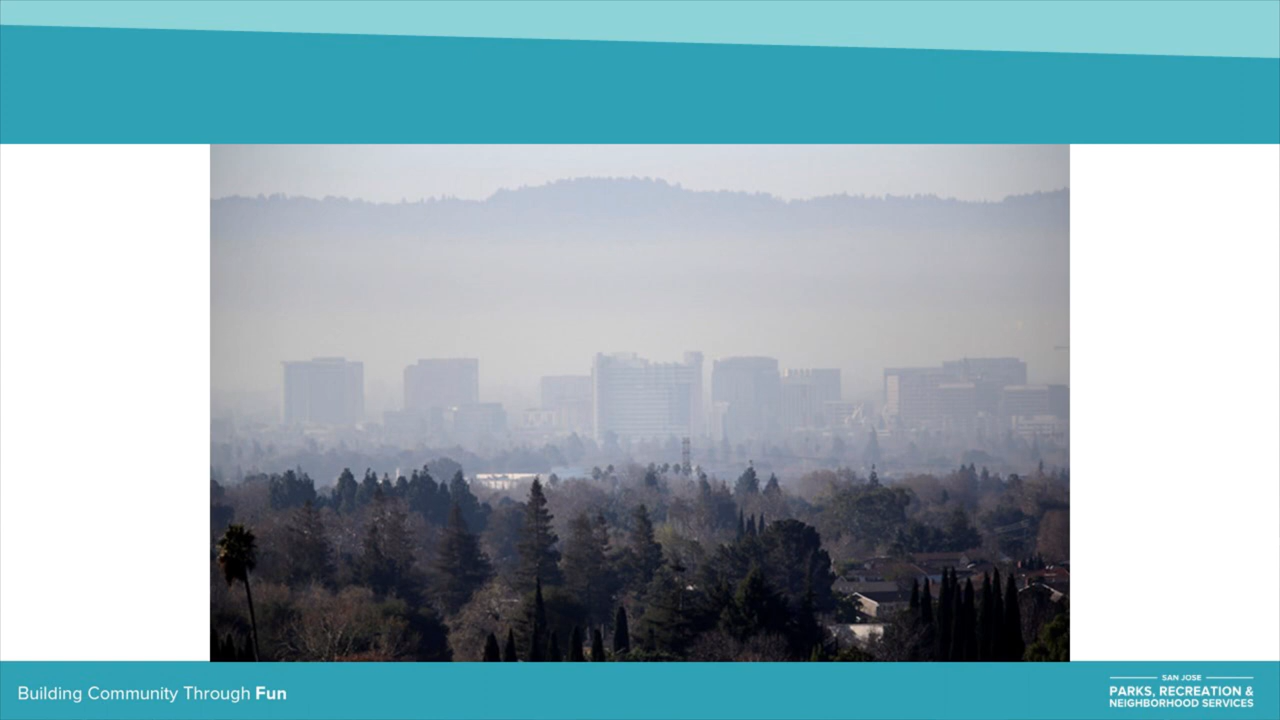 Building Community Through Fun
SAN JOSE
PARKS, RECREATION &
NEIGHBORHOOD SERVICES